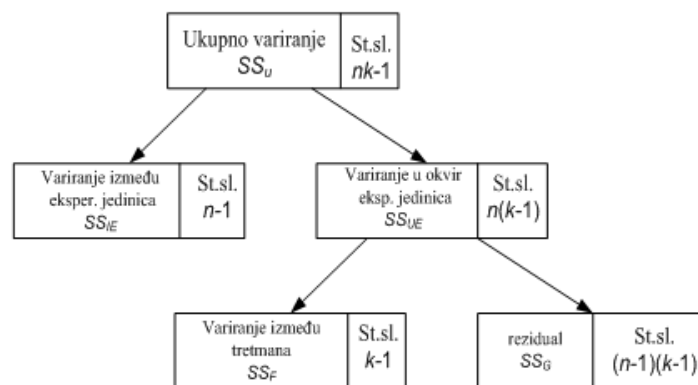 Ukupno variranje
SSu
St.sl.
nk-1
Variranje između
eksper. jedinica
SSIE
St.sl.
n-1
Variranje u okvir
eksp. jedinica
SSUE
St.sl.
n(k-1)
Variranje između
tretmana
SSF
St.sl.
k-1
rezidual
SSG
St.sl.
(n-1)(k-1)